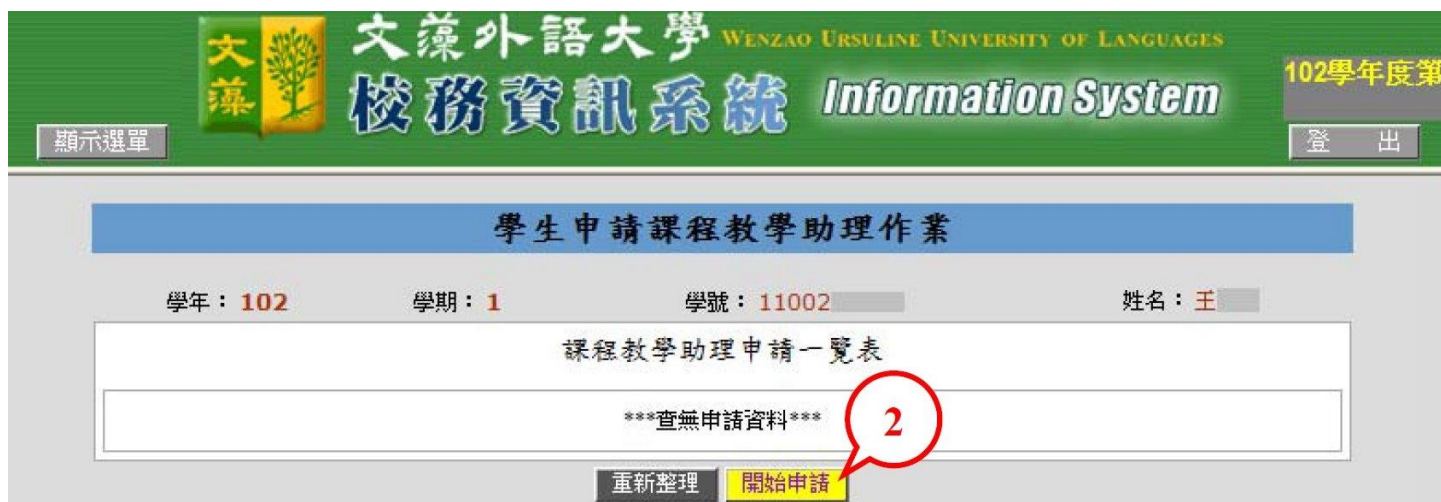 文藻
文藻外語大學 WENZAO URSULINE UNIVERSITY OF LANGUAGES
校務資訊系統 Information System
102學年度第
顯示選單
登 出
學生申請課程教學助理作業
學年：102 學期：1 學號：11002 姓名：王
課程教學助理申請一覽表
***查無申請資料***
2
重新整理 開始申請